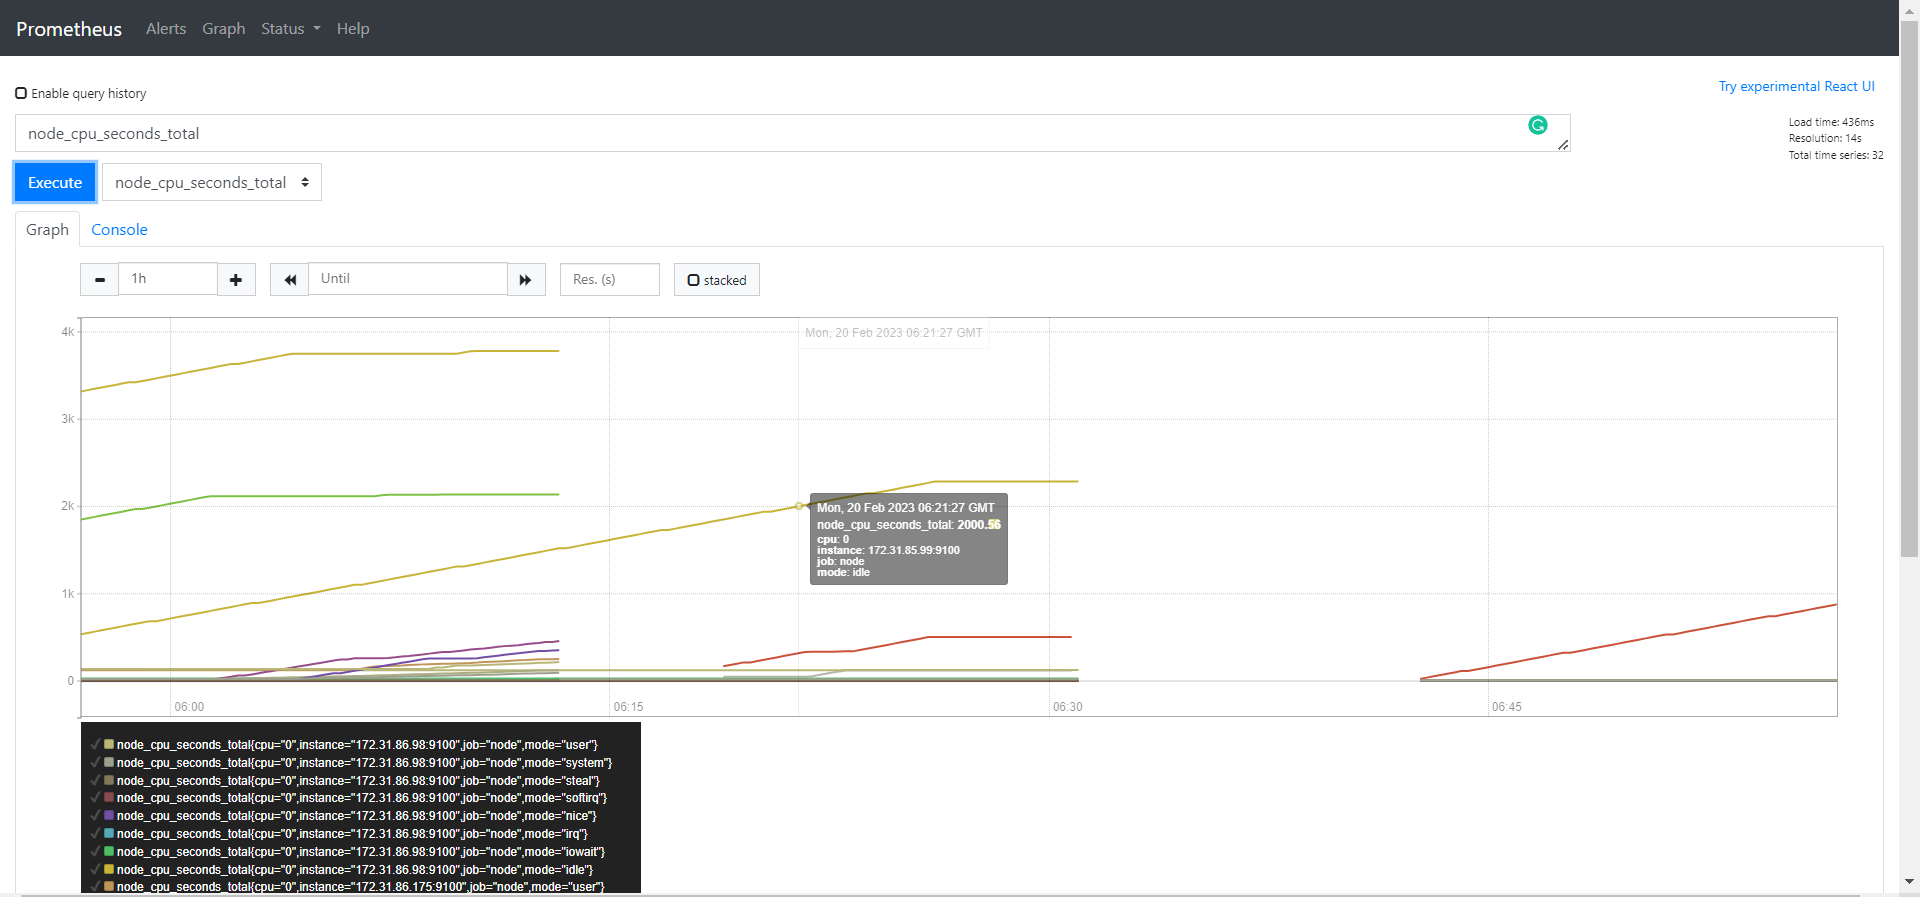 Prometheus Alerts Graph Status Help
Enable query history
Try experimental React UI
node_cpu_seconds_total
Load time: 436ms
Resolution: 14s
Total time series: 32
Execute node_cpu_seconds_total
Graph Console
1h Until Res. (s) stacked
Mon, 20 Feb 2023 06:21:27 GMT
4k
3k
2k
1k
0
Mon, 20 Feb 2023 06:21:27 GMT
node_cpu_seconds_total: 2000.56
cpu: 0
instance: 172.31.85.99:9100
job: node
mode: idle
06:00 06:15 06:30 06:45
node_cpu_seconds_total{cpu="0",instance="172.31.86.98:9100",job="node",mode="user"}
node_cpu_seconds_total{cpu="0",instance="172.31.86.98:9100",job="node",mode="system"}
node_cpu_seconds_total{cpu="0",instance="172.31.86.98:9100",job="node",mode="steal"}
node_cpu_seconds_total{cpu="0",instance="172.31.86.98:9100",job="node",mode="softirq"}
node_cpu_seconds_total{cpu="0",instance="172.31.86.98:9100",job="node",mode="nice"}
node_cpu_seconds_total{cpu="0",instance="172.31.86.98:9100",job="node",mode="irq"}
node_cpu_seconds_total{cpu="0",instance="172.31.86.98:9100",job="node",mode="iowait"}
node_cpu_seconds_total{cpu="0",instance="172.31.86.98:9100",job="node",mode="idle"}
node_cpu_seconds_total{cpu="0",instance="172.31.86.175:9100",job="node",mode="user"}